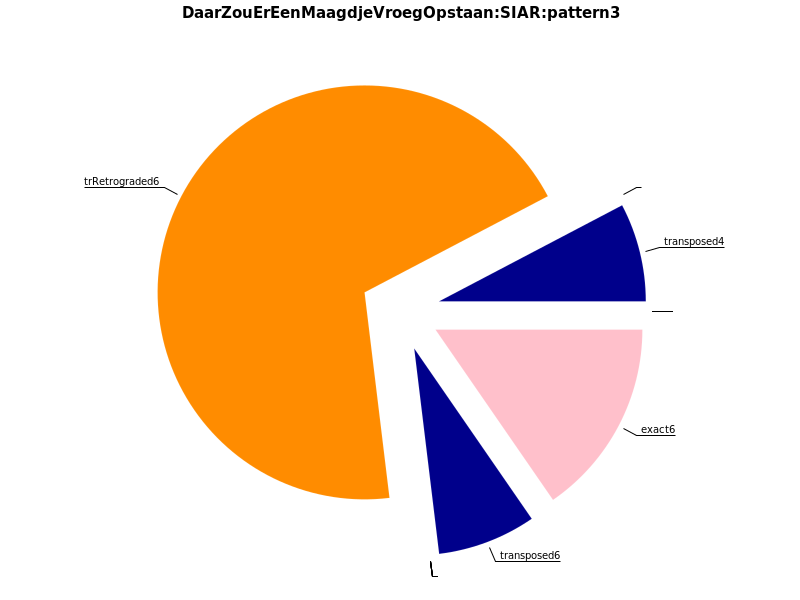 DaarZouErEenMaagdjeVroegOpstaan:SIAR:pattern3
trRetrograded6
transposed4
exact6
transposed6